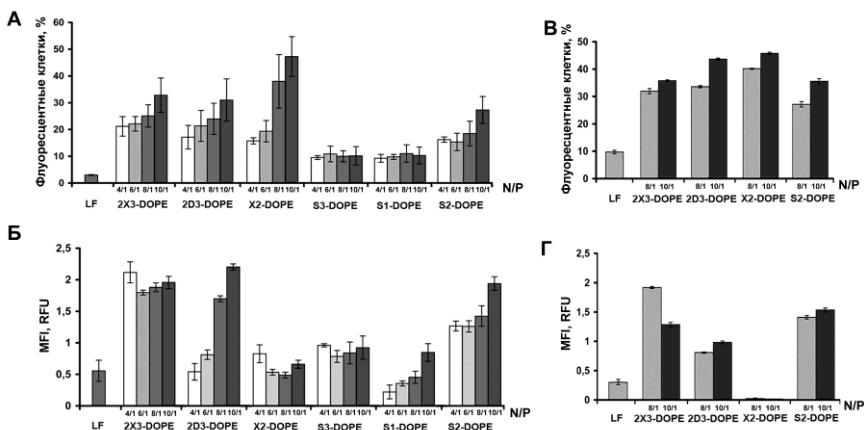 А
Флуоресцентные клетки, %
60
50
40
30
20
10
0
4/1 6/1 8/1 10/1 4/1 6/1 8/1 10/1 4/1 6/1 8/1 10/1 4/1 6/1 8/1 10/1 4/1 6/1 8/1 10/1 4/1 6/1 8/1 10/1 N/P
LF 2X3-DOPE 2D3-DOPE X2-DOPE S3-DOPE S1-DOPE S2-DOPE
В
Флуоресцентные клетки, %
60
50
40
30
20
10
0
8/1 10/1 8/1 10/1 8/1 10/1 8/1 10/1 N/P
LF 2X3-DOPE 2D3-DOPE X2-DOPE S2-DOPE
Б
MFI, RFU
2,5
2
1,5
1
0,5
0
4/1 6/1 8/1 10/1 4/1 6/1 8/1 10/1 4/1 6/1 8/1 10/1 4/1 6/1 8/1 10/1 4/1 6/1 8/1 10/1 4/1 6/1 8/1 10/1 N/P
LF 2X3-DOPE 2D3-DOPE X2-DOPE S3-DOPE S1-DOPE S2-DOPE
Г
MFI, RFU
2
1,5
1
0,5
0
8/1 10/1 8/1 10/1 8/1 10/1 8/1 10/1 N/P
LF 2X3-DOPE 2D3-DOPE X2-DOPE S2-DOPE